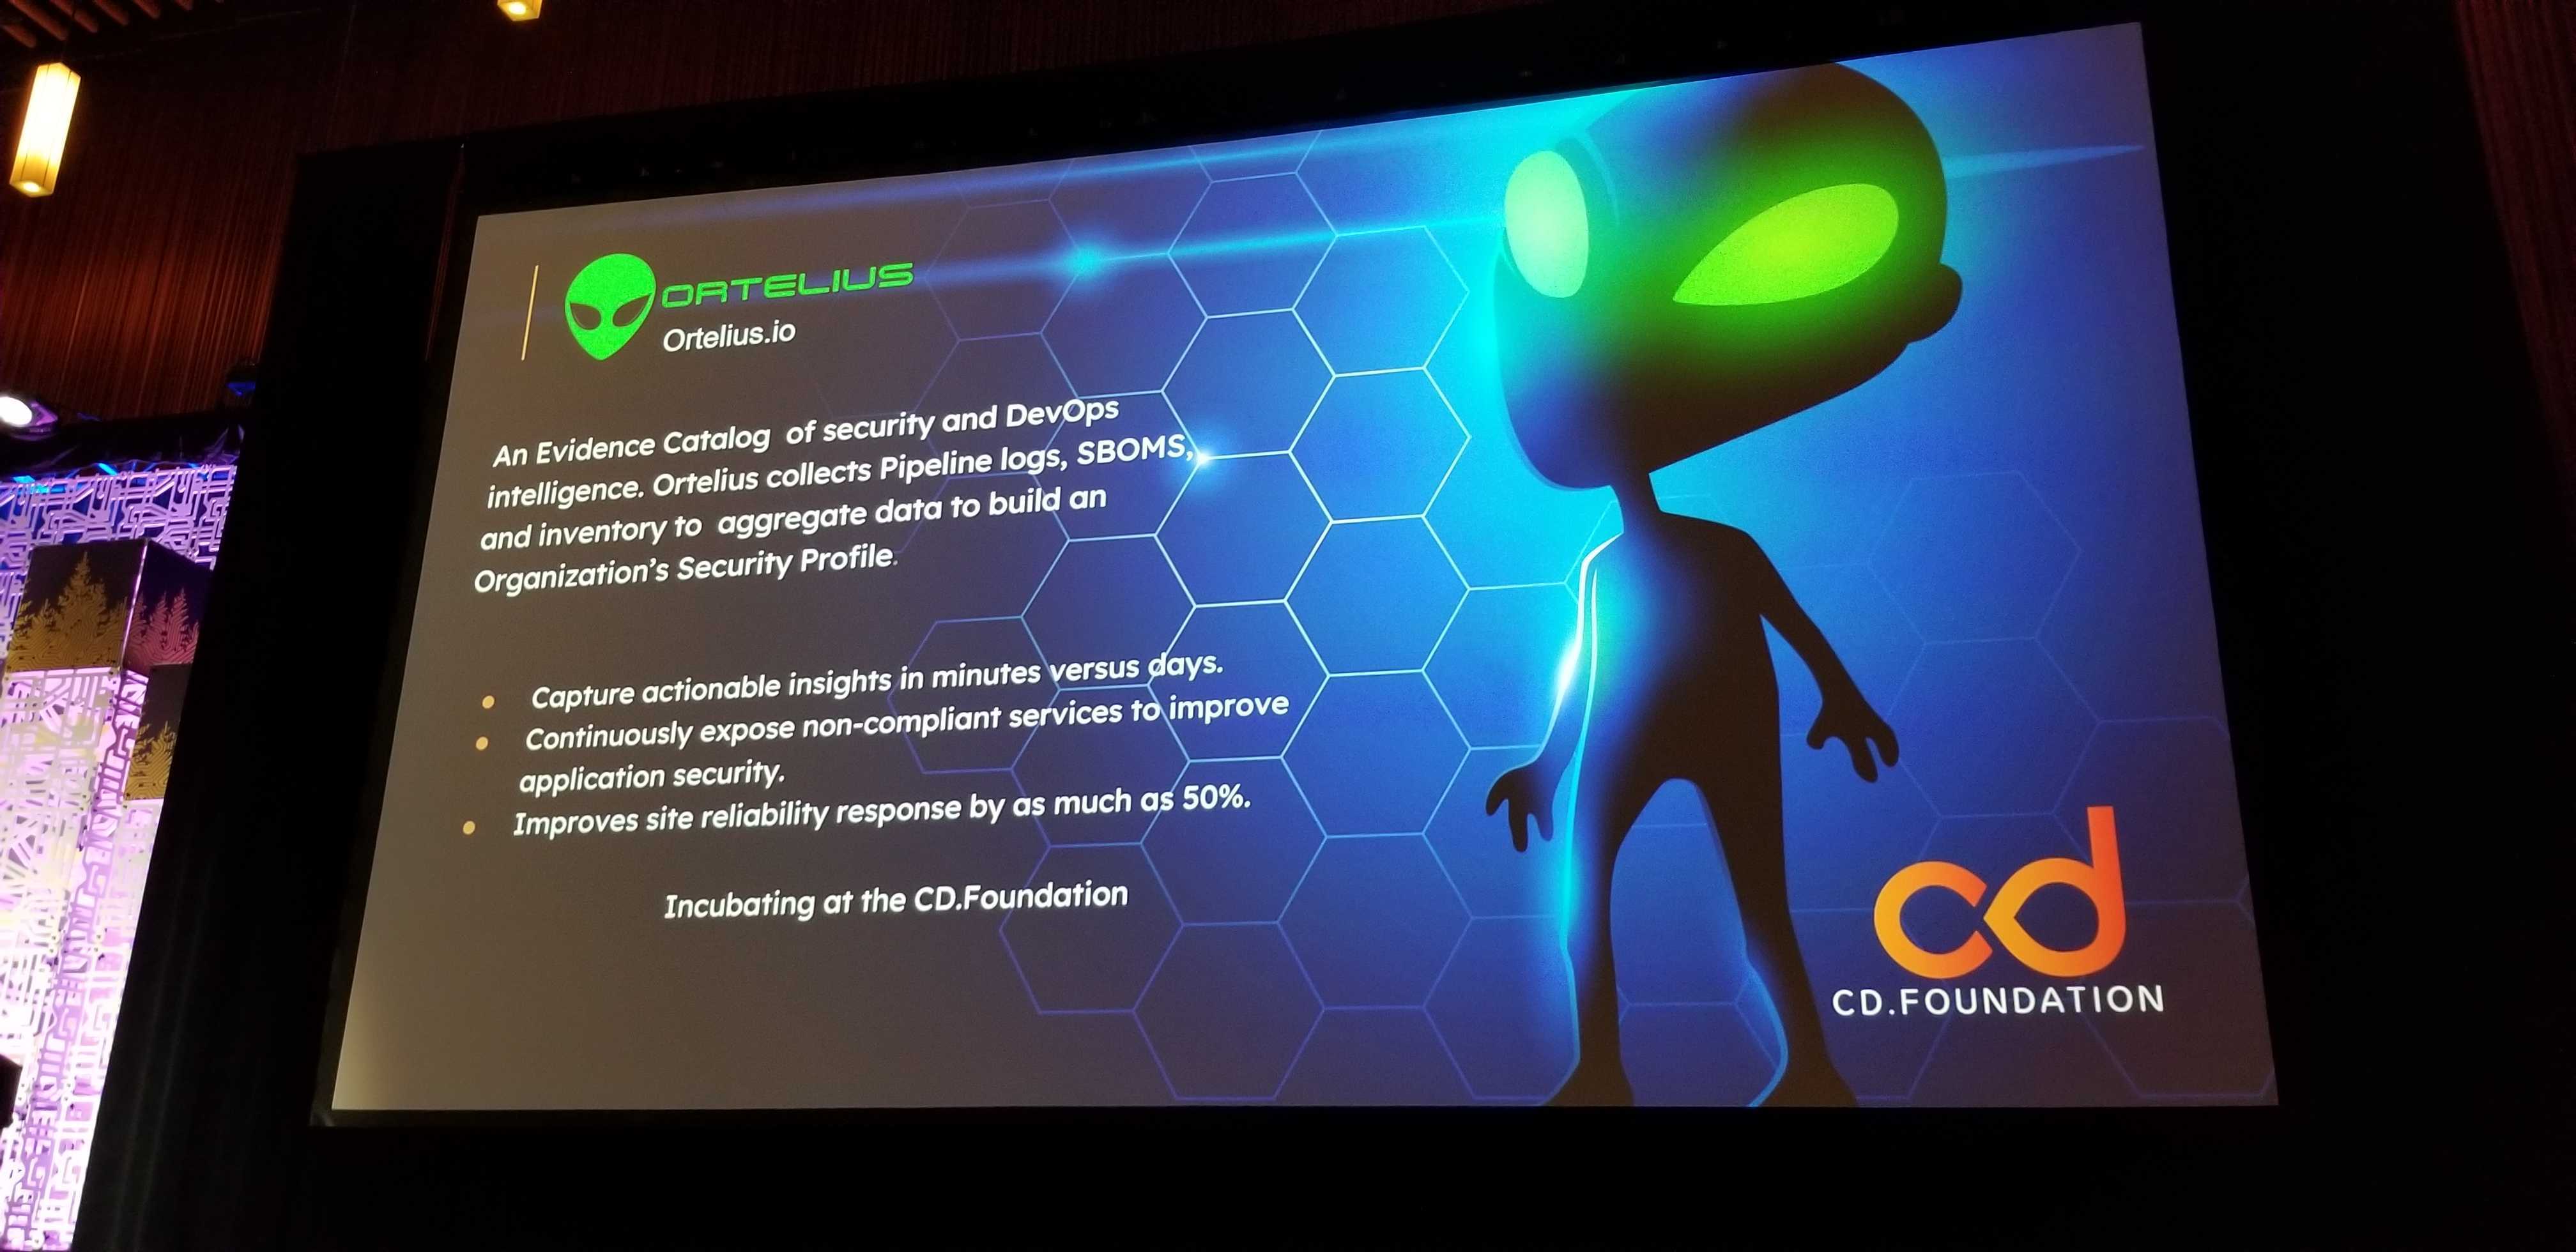 ORTELIUS
Ortelius.io
An Evidence Catalog of security and DevOps
intelligence. Ortelius collects Pipeline logs, SBOMS,
and inventory to aggregate data to build an
Organization's Security Profile.
Capture actionable insights in minutes versus days.
Continuously expose non-compliant services to improve
application security.
Improves site reliability response by as much as 50%.
Incubating at the CD.Foundation
cd
CD.FOUNDATION